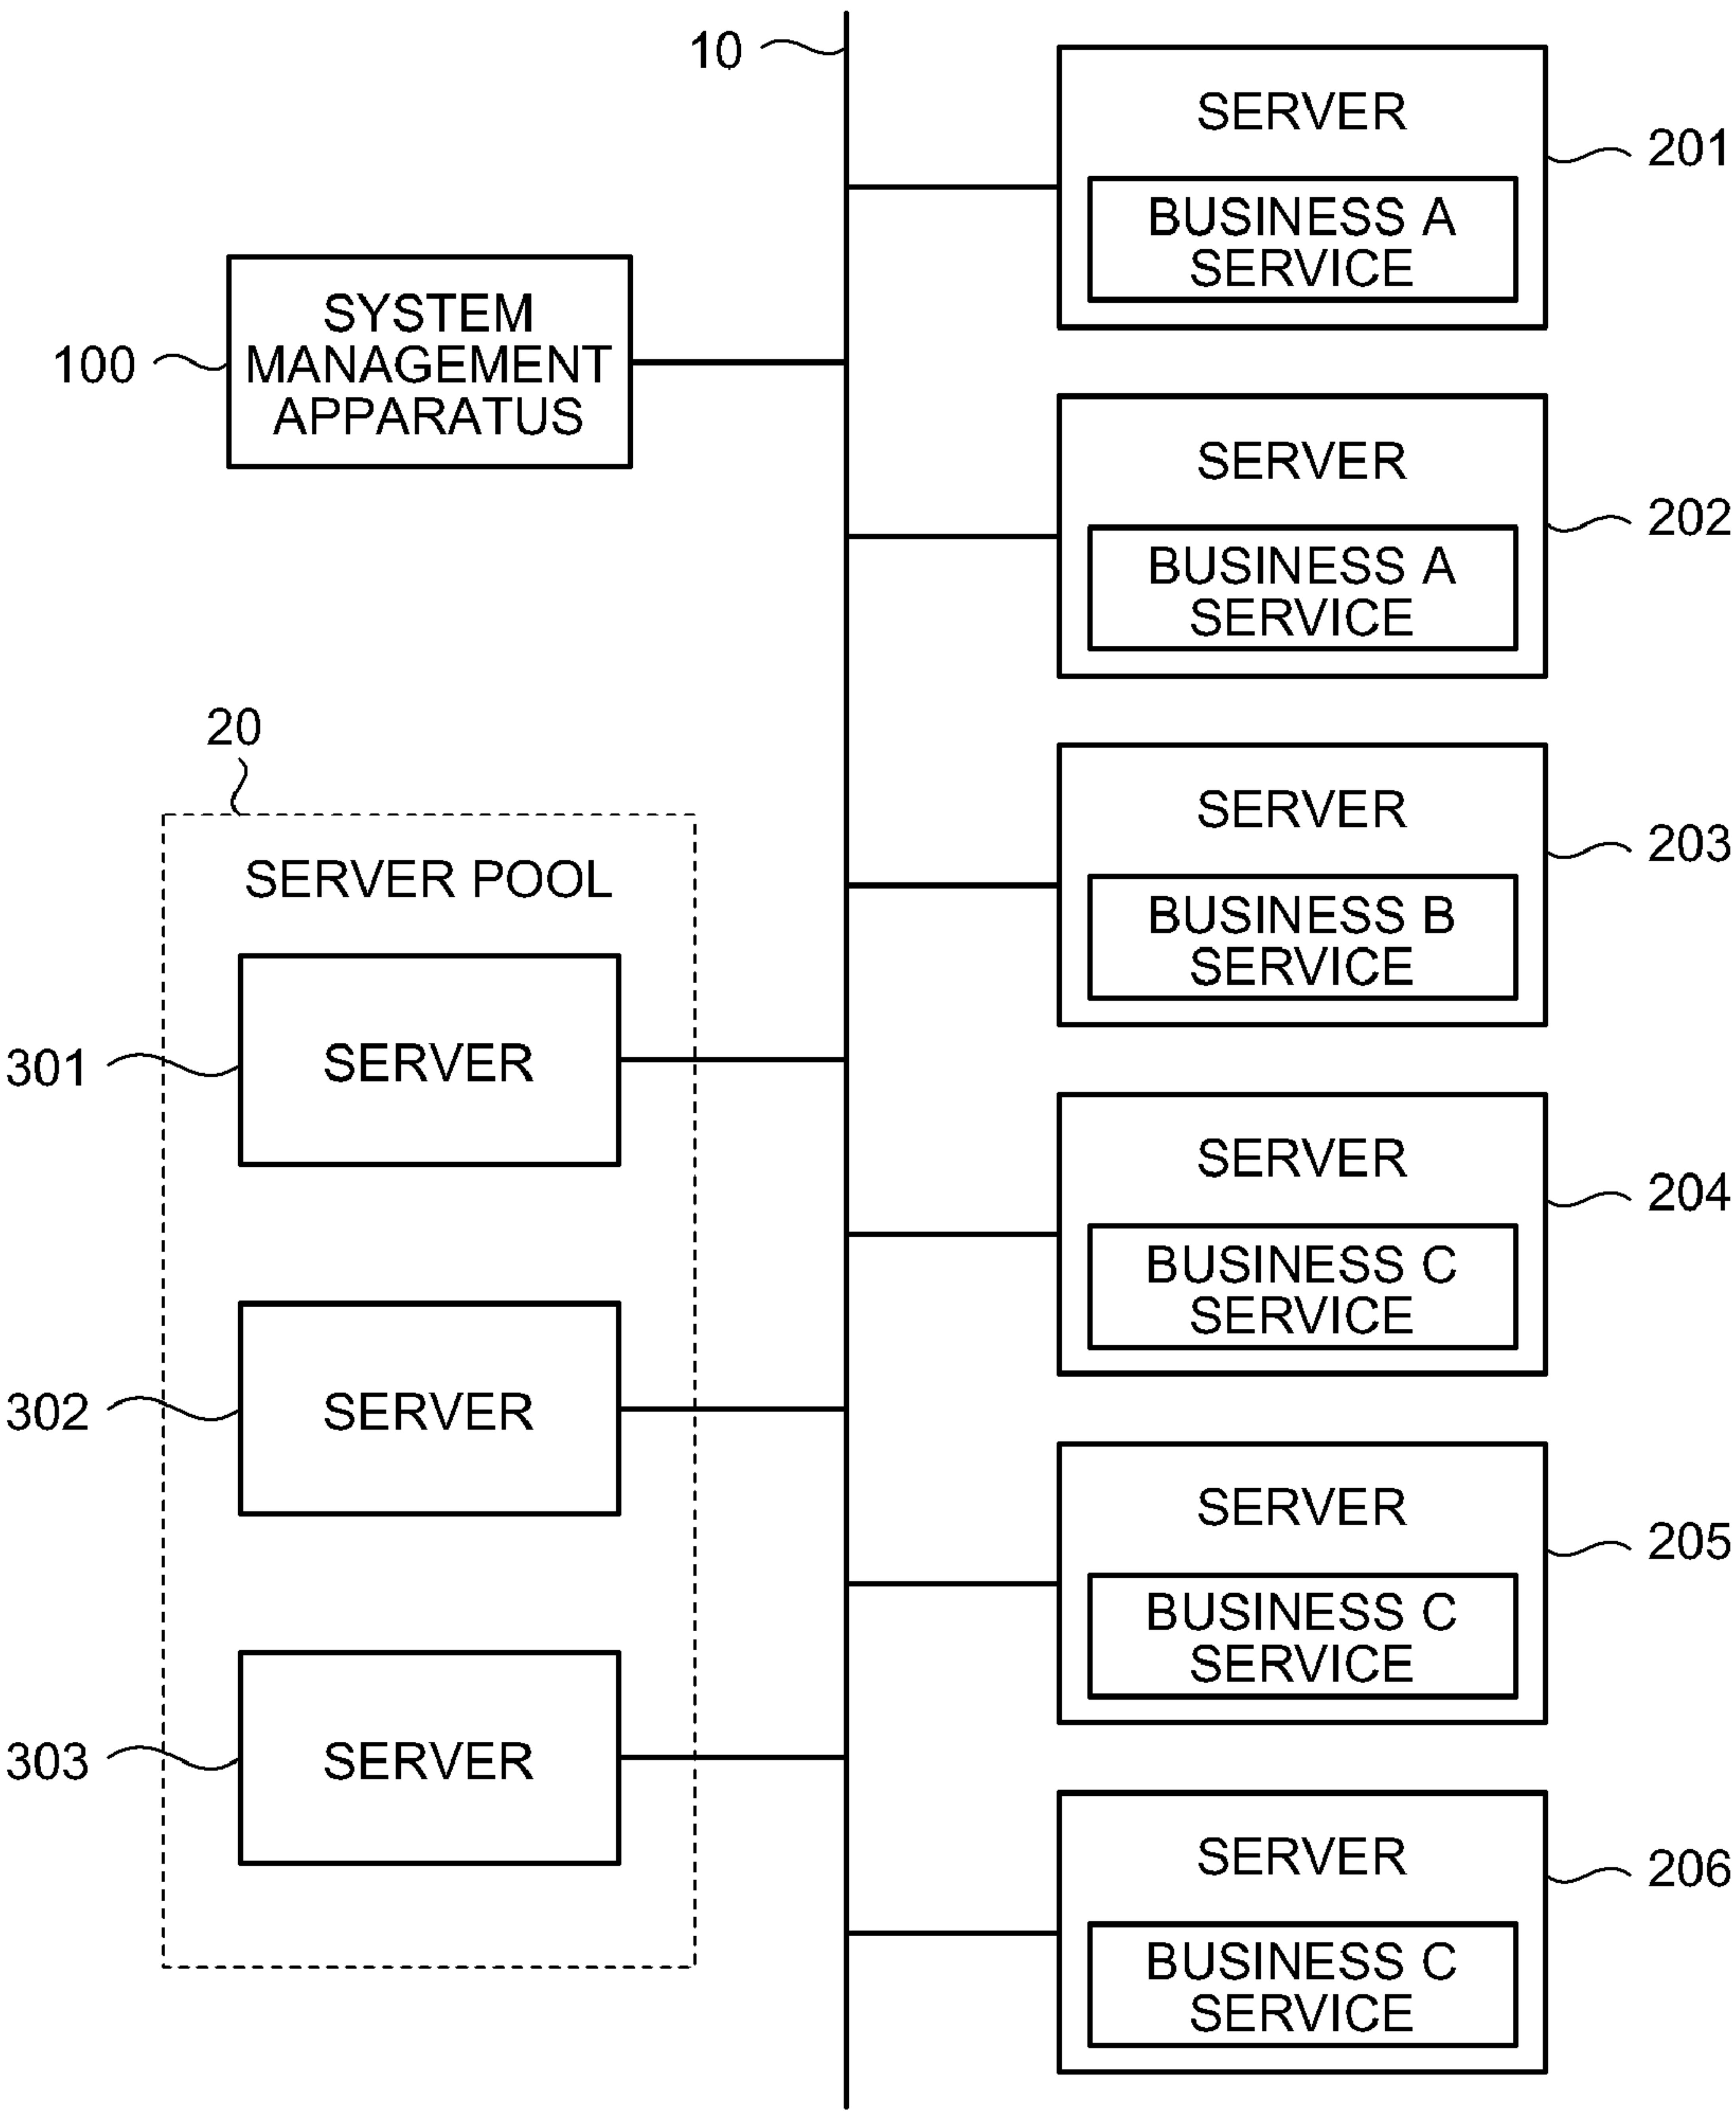 10
SERVER
201
BUSINESS A
SERVICE
SYSTEM
MANAGEMENT
APPARATUS
100
SERVER
202
BUSINESS A
SERVICE
20
SERVER POOL
SERVER
203
BUSINESS B
SERVICE
301
SERVER
SERVER
204
BUSINESS C
SERVICE
302
SERVER
SERVER
205
BUSINESS C
SERVICE
303
SERVER
SERVER
206
BUSINESS C
SERVICE